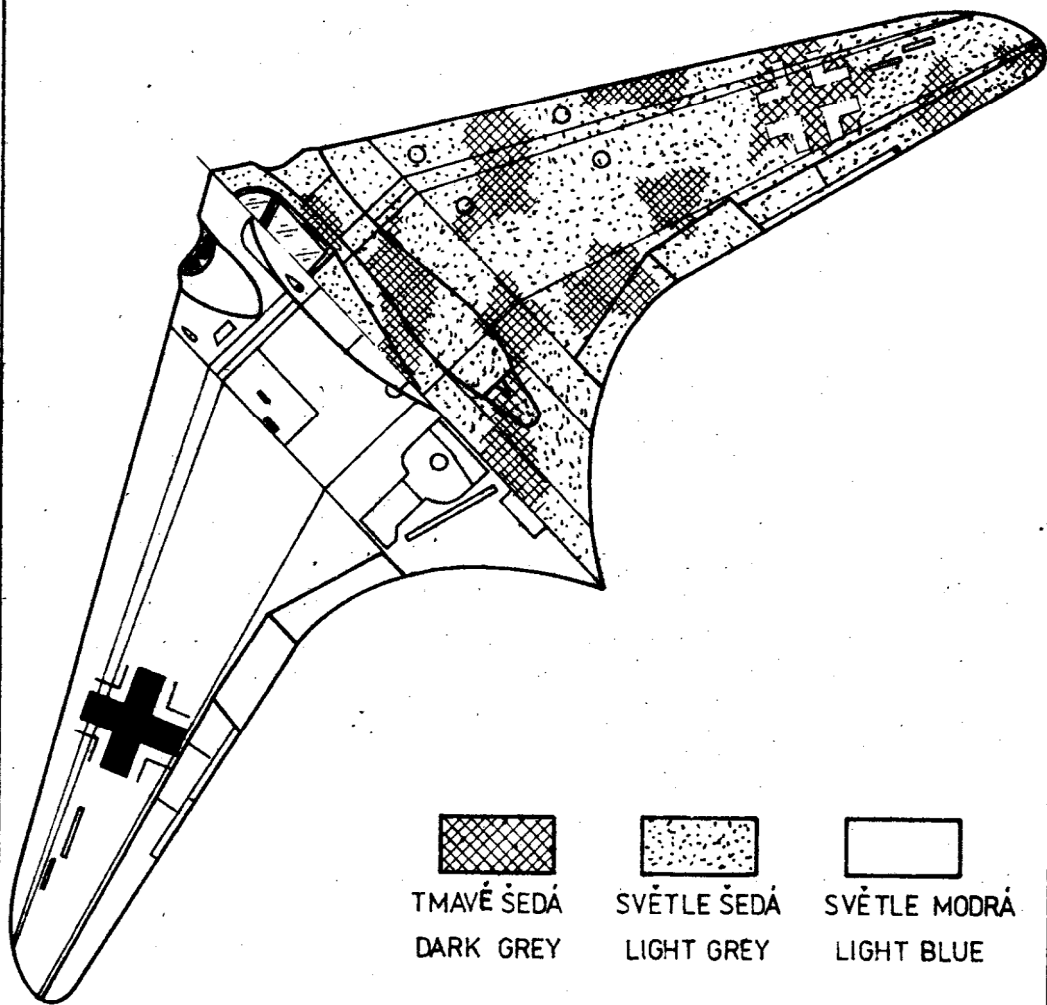 TMAVĚ ŠEDÁ
DARK GREY
SVĚTLE ŠEDÁ
LIGHT GREY
SVĚTLE MODRÁ
LIGHT BLUE